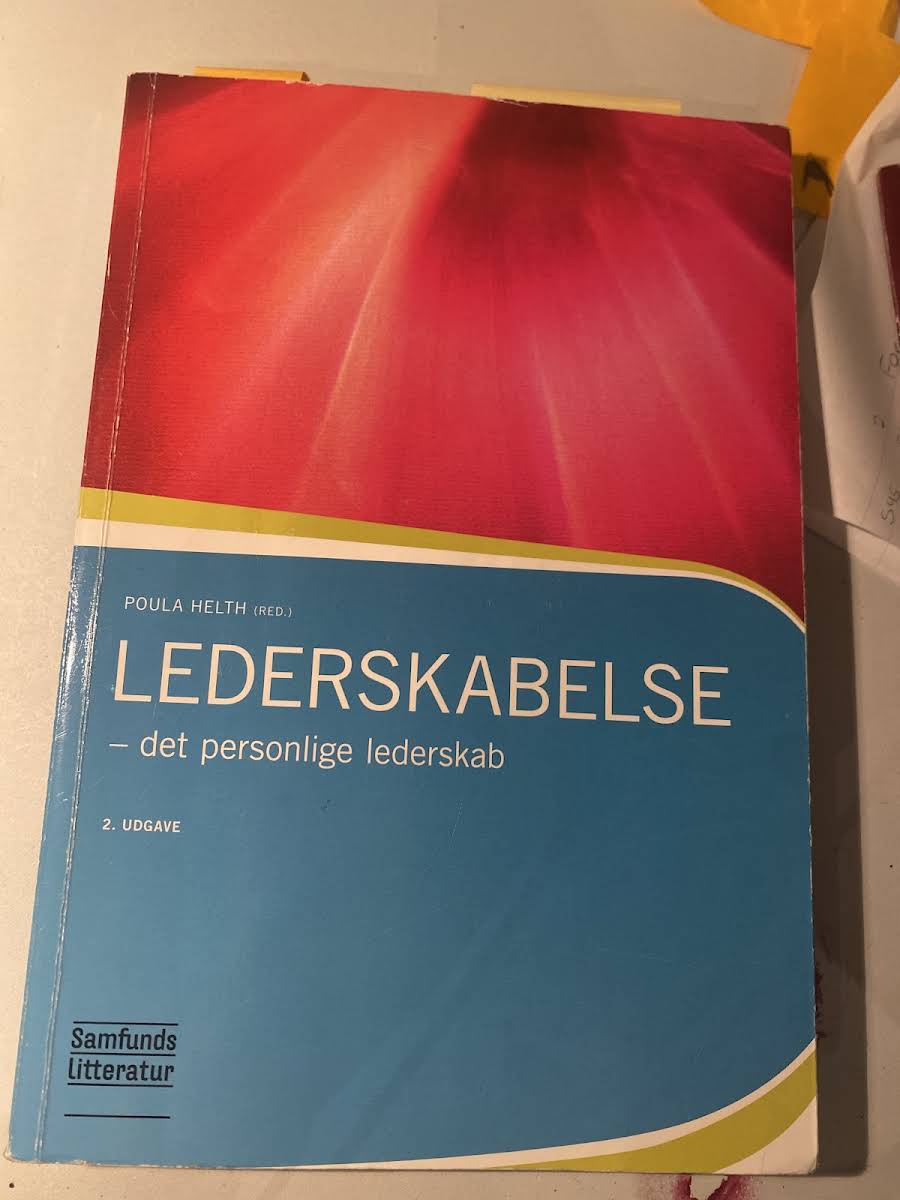 POULA HELTH (RED.)
LEDERSKABELSE
– det personlige lederskab
2. UDGAVE
Samfunds
litteratur